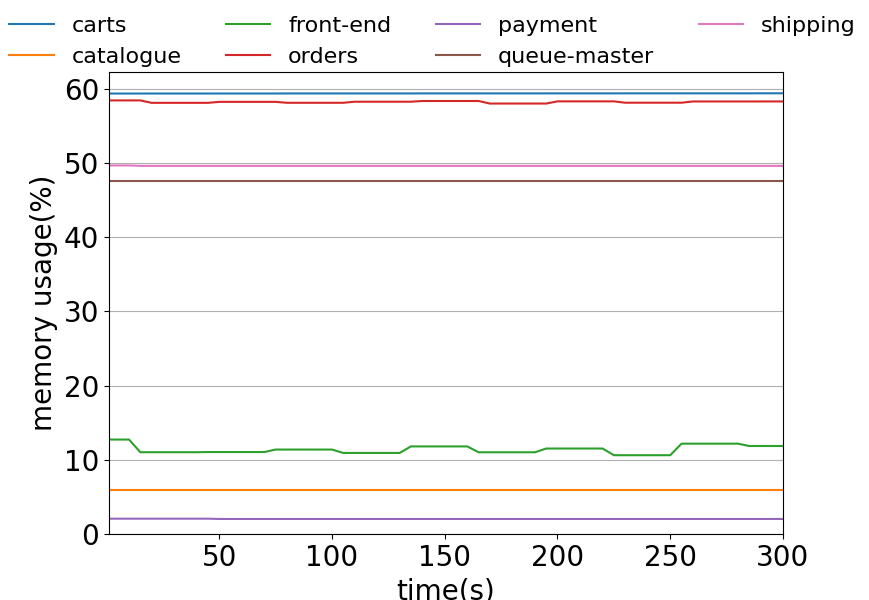 carts front-end payment shipping
catalogue orders queue-master
60
50
40
30
20
10
0
memory usage(%)
50 100 150 200 250 300
time(s)